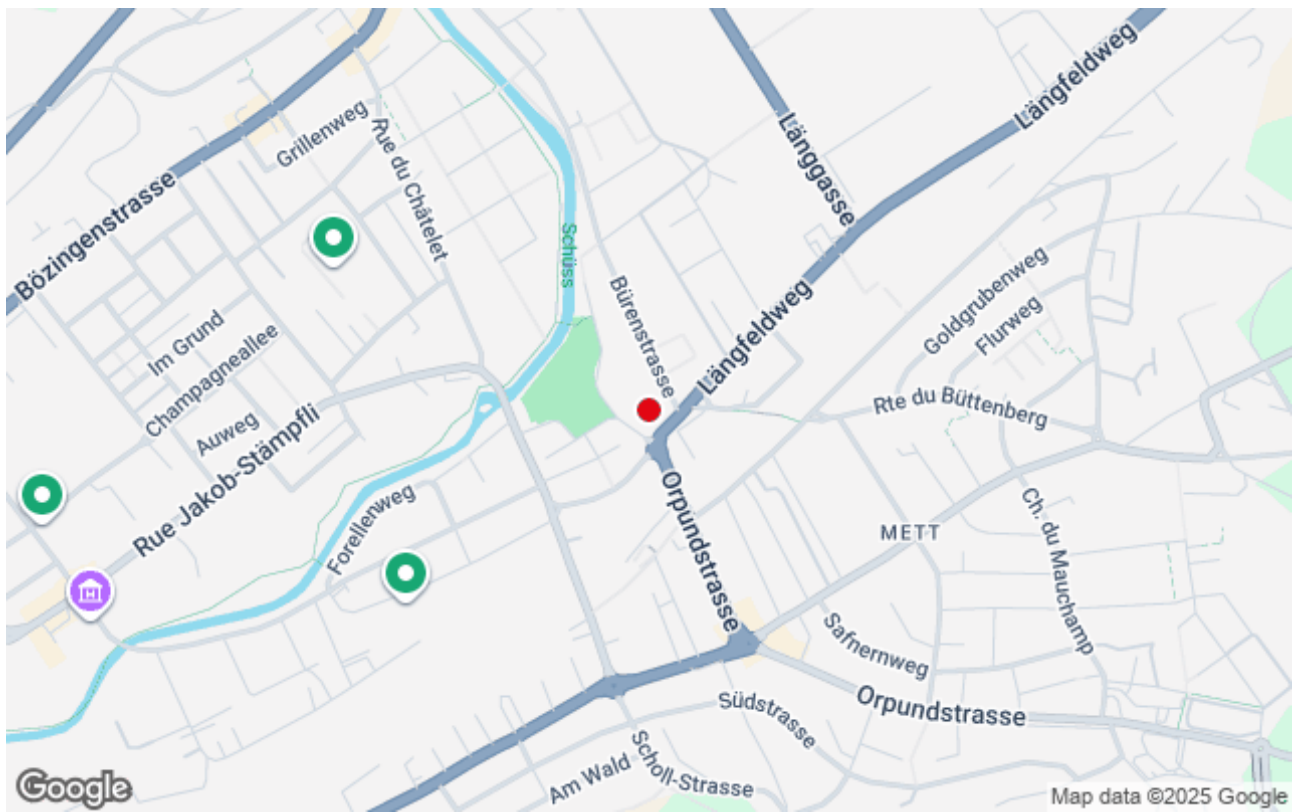 Längfeldweg
Länggasse
Grillenweg
Rue du Châtelet
Bözingenstrasse
Schüss
Goldgrubenweg
Bürenstrasse
Flurweg
Im Grund
Längfeldweg
Champagneallee
Rte du Büttenberg
Auweg
Rue Jakob-Stämpfli
Orpundstrasse
Forellenweg
METT
Ch. du Mauchamp
Safnernweg
Orpundstrasse
Südstrasse
Scholl-Strasse
Am Wald
Google
Map data ©2025 Google